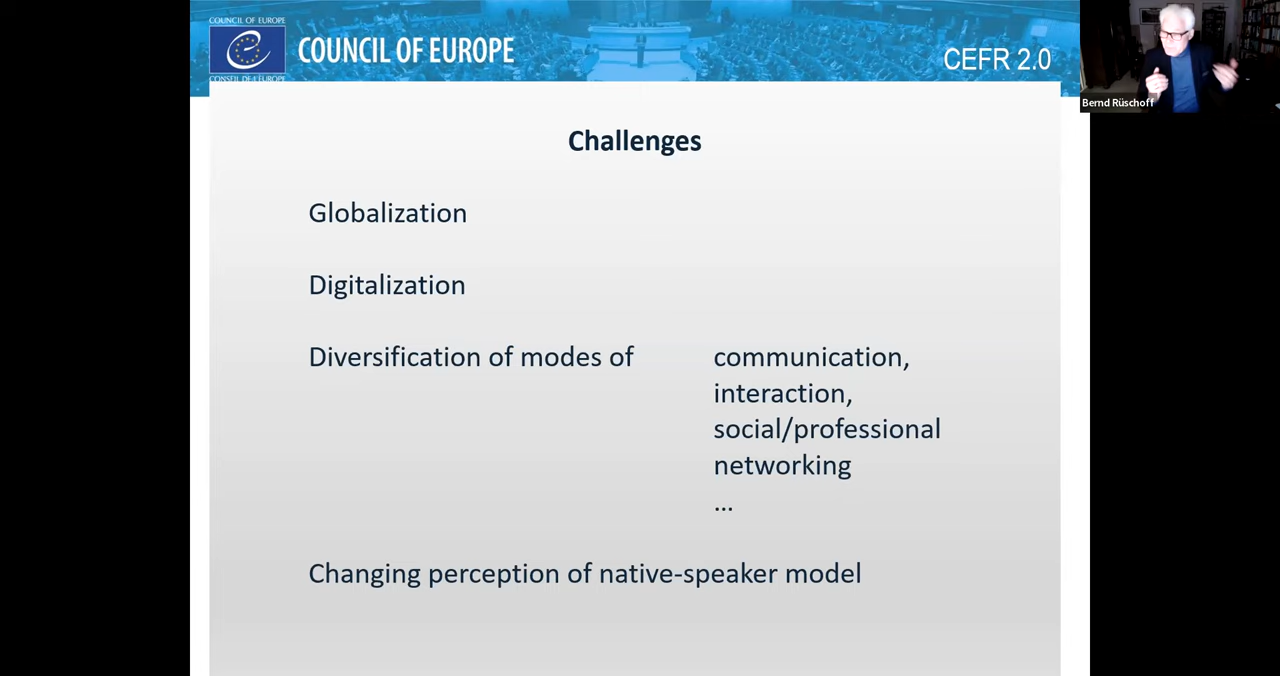 COUNCIL OF EUROPE
COUNCIL OF EUROPE
CONSEIL DE L'EUROPE
CEFR 2.0
Bernd Rüschoff
Challenges
Globalization
Digitalization
Diversification of modes of communication,
interaction,
social/professional
networking
...
Changing perception of native-speaker model